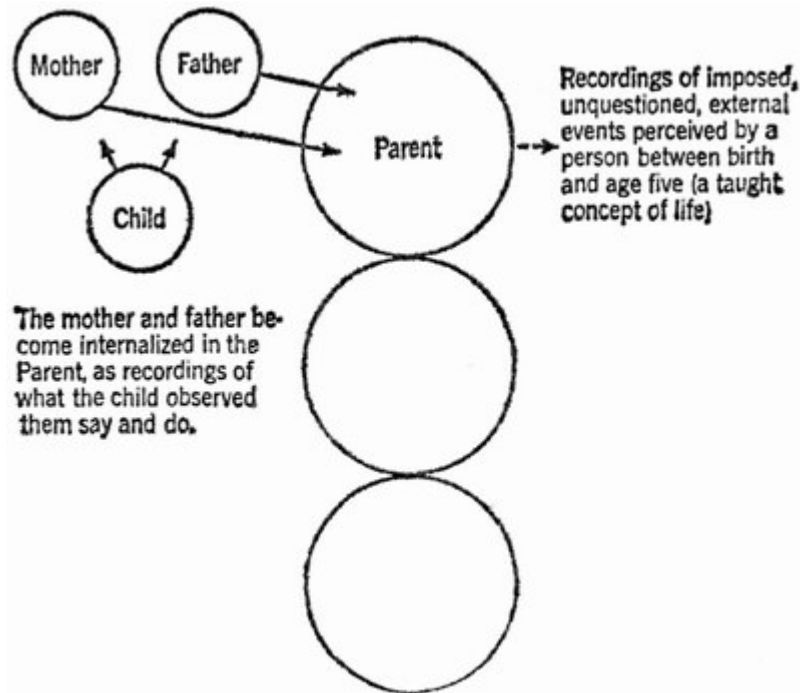 Mother
Father
Child
Parent
Recordings of imposed,
unquestioned, external
events perceived by a
person between birth
and age five (a taught
concept of life)
The mother and father be-
come internalized in the
Parent, as recordings of
what the child observed
them say and do.